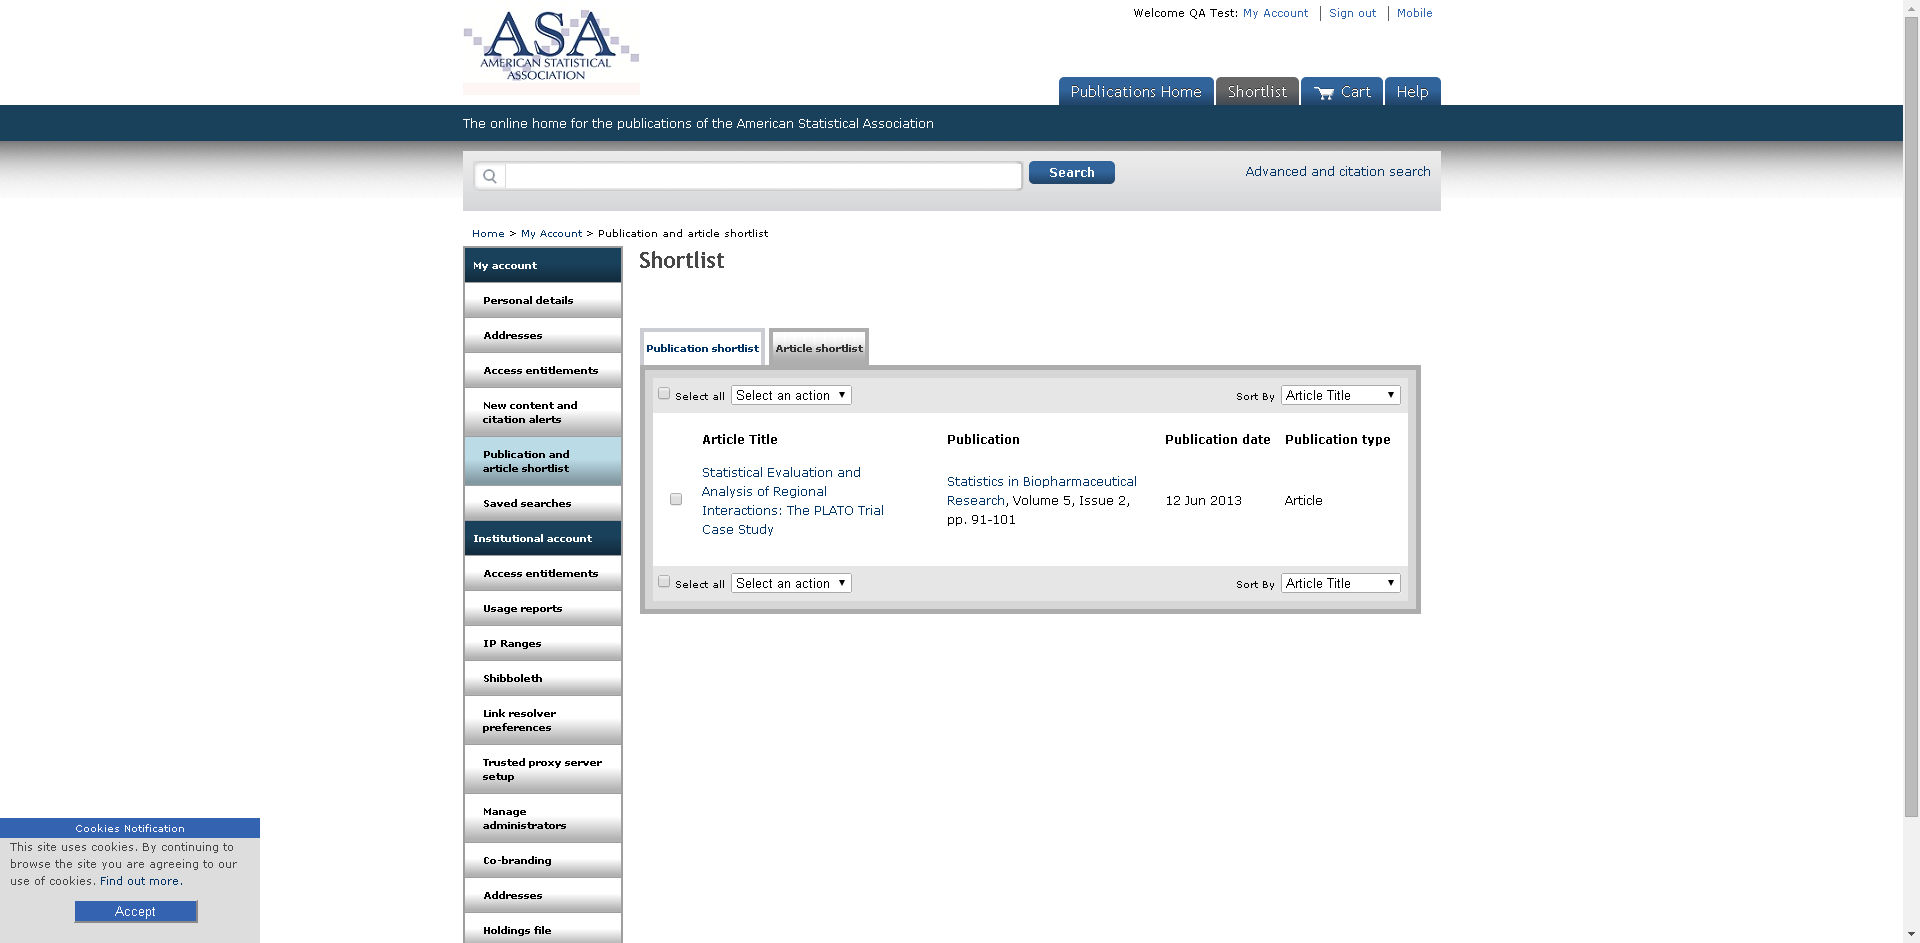 ASA
AMERICAN STATISTICAL
ASSOCIATION
Welcome QA Test: My Account | Sign out | Mobile
Publications Home
Shortlist
Cart
Help
The online home for the publications of the American Statistical Association
Search
Advanced and citation search
Home > My Account > Publication and article shortlist
My account
Personal details
Addresses
Access entitlements
New content and
citation alerts
Publication and
article shortlist
Saved searches
Institutional account
Access entitlements
Usage reports
IP Ranges
Shibboleth
Link resolver
preferences
Trusted proxy server
setup
Manage
administrators
Co-branding
Addresses
Holdings file
Shortlist
Publication shortlist
Article shortlist
Select all
Select an action
Sort By
Article Title
Article Title
Publication
Publication date
Publication type
Statistical Evaluation and
Analysis of Regional
Interactions: The PLATO Trial
Case Study
Statistics in Biopharmaceutical
Research, Volume 5, Issue 2,
pp. 91-101
12 Jun 2013
Article
Select all
Select an action
Sort By
Article Title
Cookies Notification
This site uses cookies. By continuing to
browse the site you are agreeing to our
use of cookies. Find out more.
Accept